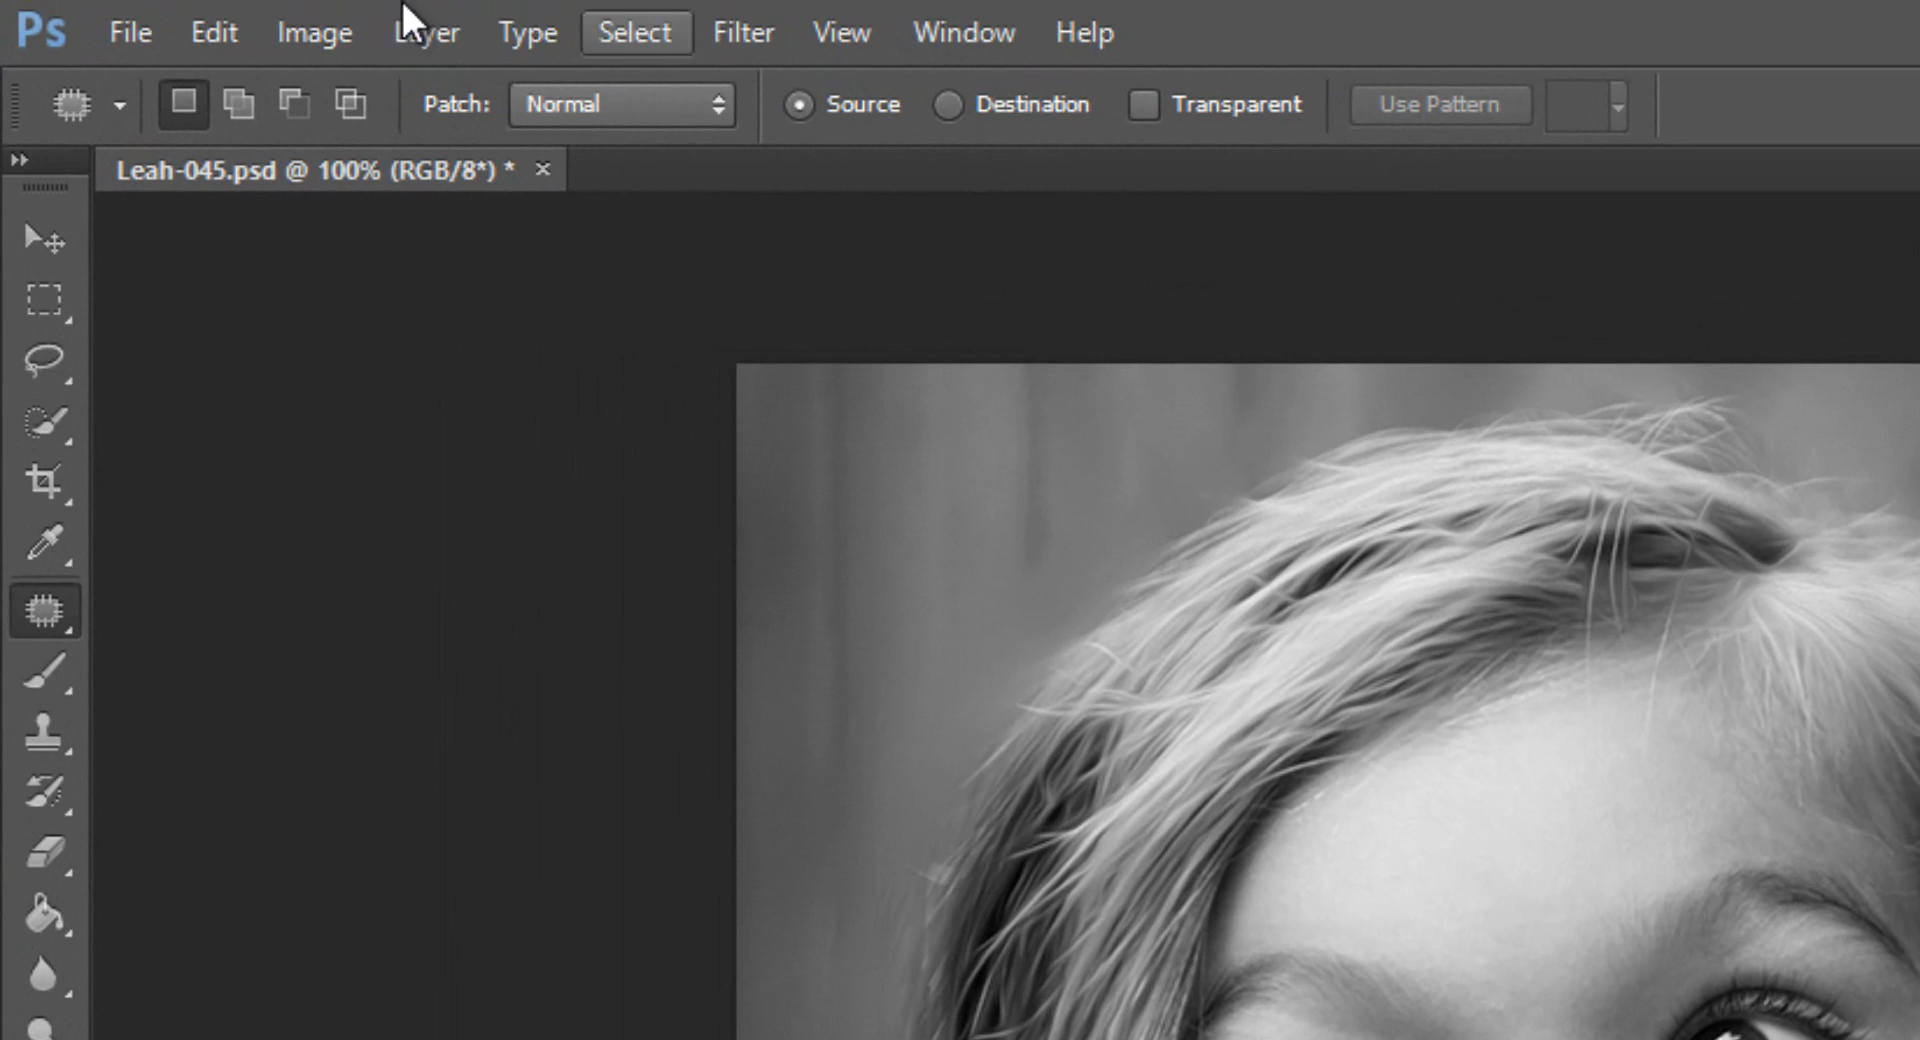 Ps File Edit Image Layer Type Select Filter View Window Help
Patch: Normal Source Destination Transparent Use Pattern
Leah-045.psd @ 100% (RGB/8*) * ×